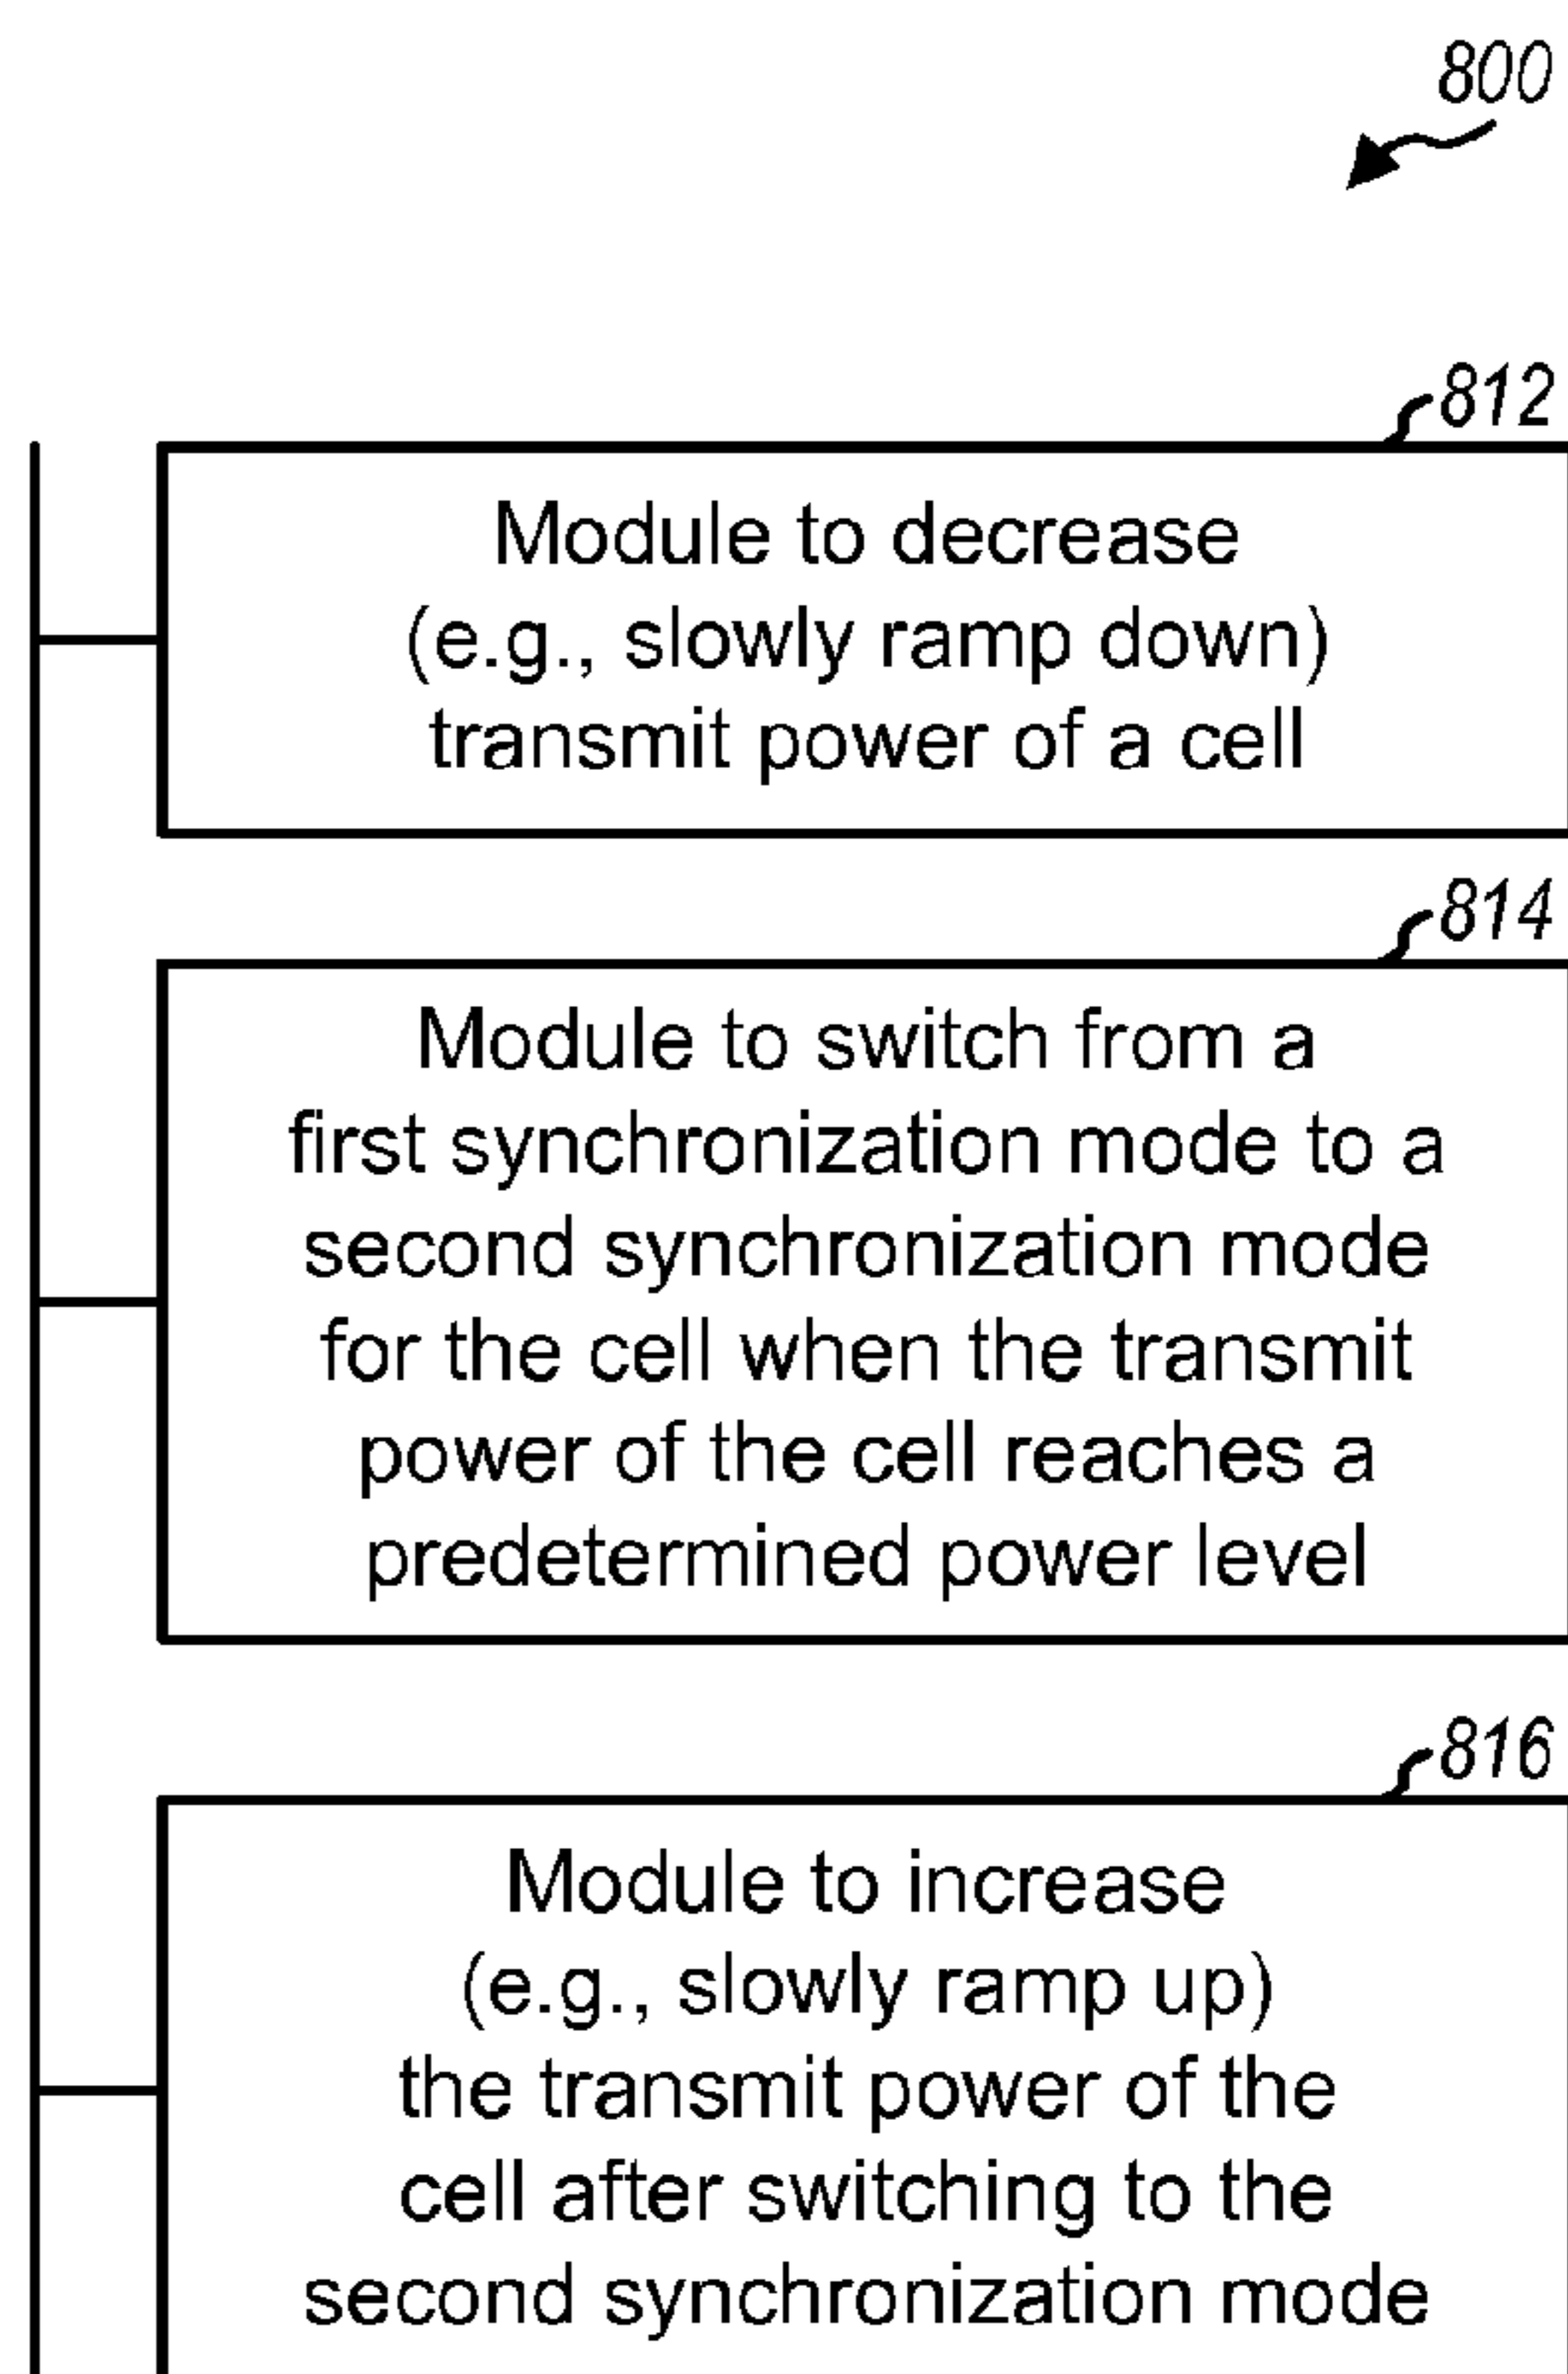 800
812
Module to decrease
(e.g., slowly ramp down)
transmit power of a cell
814
Module to switch from a
first synchronization mode to a
second synchronization mode
for the cell when the transmit
power of the cell reaches a
predetermined power level
816
Module to increase
(e.g., slowly ramp up)
the transmit power of the
cell after switching to the
second synchronization mode